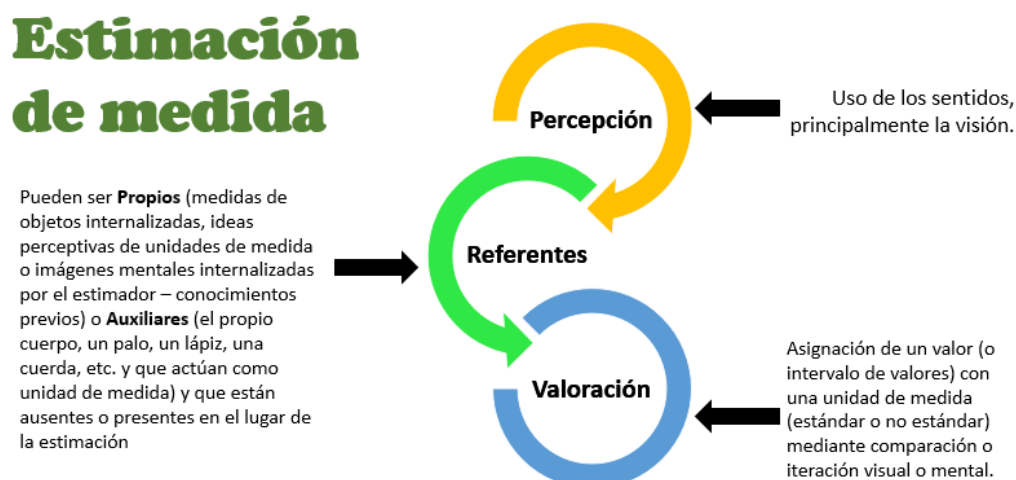 Estimación
de medida
Percepción
Uso de los sentidos,
principalmente la visión.
Pueden ser Propios (medidas de
objetos internalizadas, ideas
perceptivas de unidades de medida
o imágenes mentales internalizadas
por el estimador – conocimientos
previos) o Auxiliares (el propio
cuerpo, un palo, un lápiz, una
cuerda, etc. y que actúan como
unidad de medida) y que están
ausentes o presentes en el lugar de
la estimación
Referentes
Valoración
Asignación de un valor (o
intervalo de valores) con
una unidad de medida
(estándar o no estándar)
mediante comparación o
iteración visual o mental.